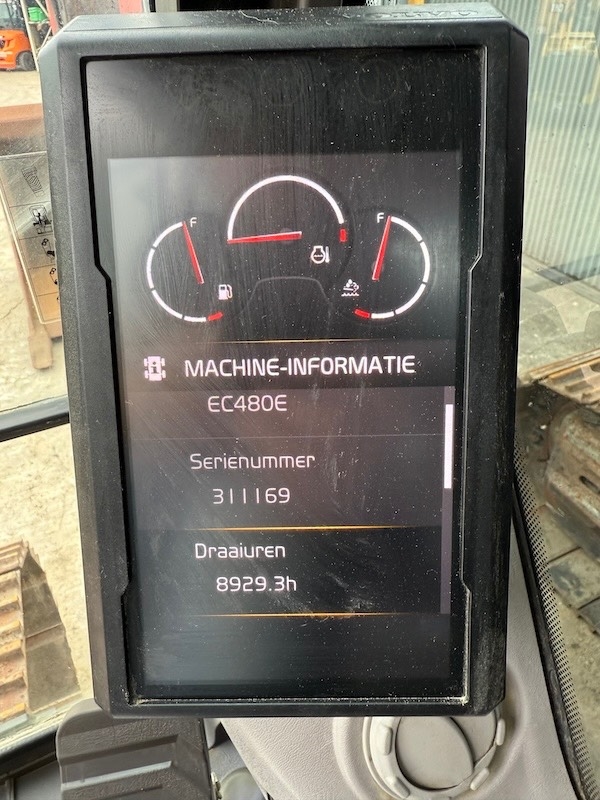 F
F
MACHINE-INFORMATIE
EC480E
Serienummer
311169
Draaiuren
8929.3h